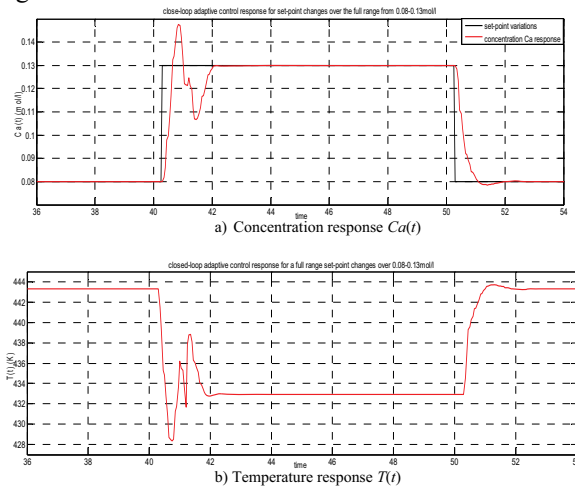 close-loop adaptive control response for set-point changes over the full range from 0.08-0.13mol/l
set-point variations
concentration Ca response
0.14
0.13
0.12
0.11
0.1
0.09
0.08
C a (t) (m ol/l)
36 38 40 42 44 46 48 50 52 54
time
a) Concentration response Ca(t)
closed-loop adaptive control response for a full range set-point changes over 0.08-0.13mol/l
444
442
440
438
436
434
432
430
428
T(t) (K)
36 38 40 42 44 46 48 50 52 54
time
b) Temperature response T(t)